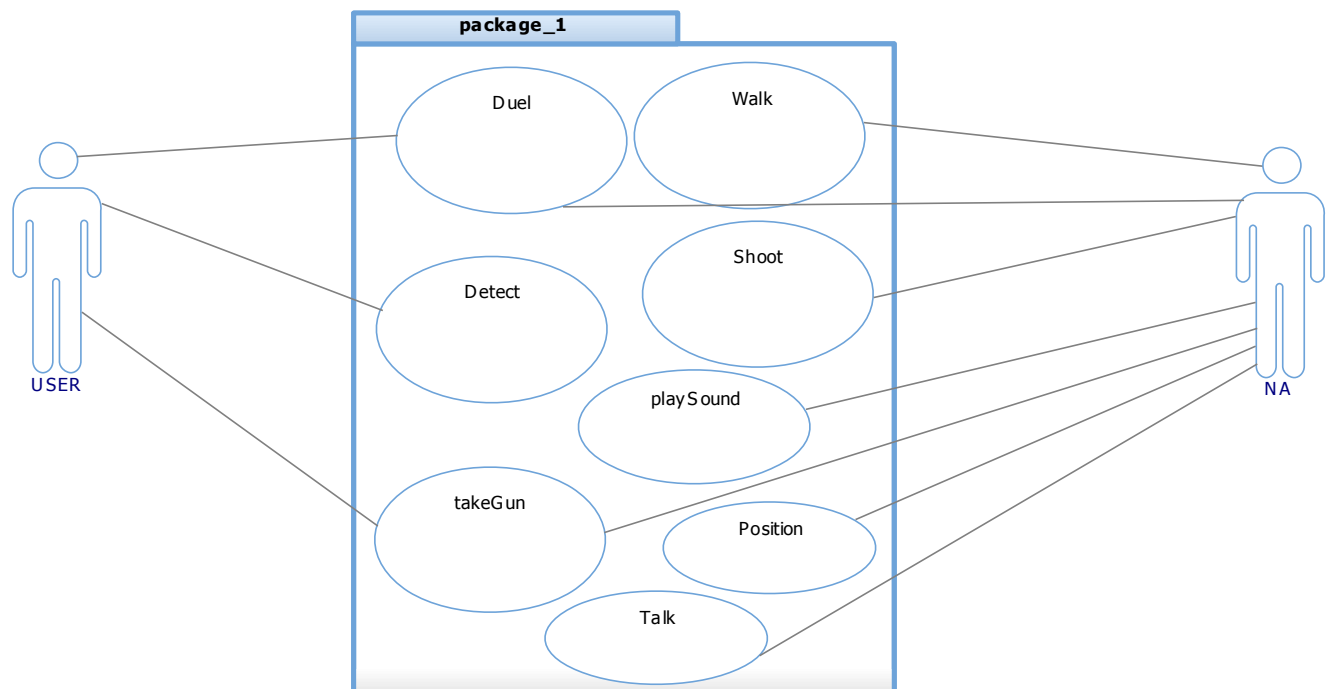 package_1
Duel
Walk
Shoot
Detect
USER
NA
playSound
takeGun
Position
Talk